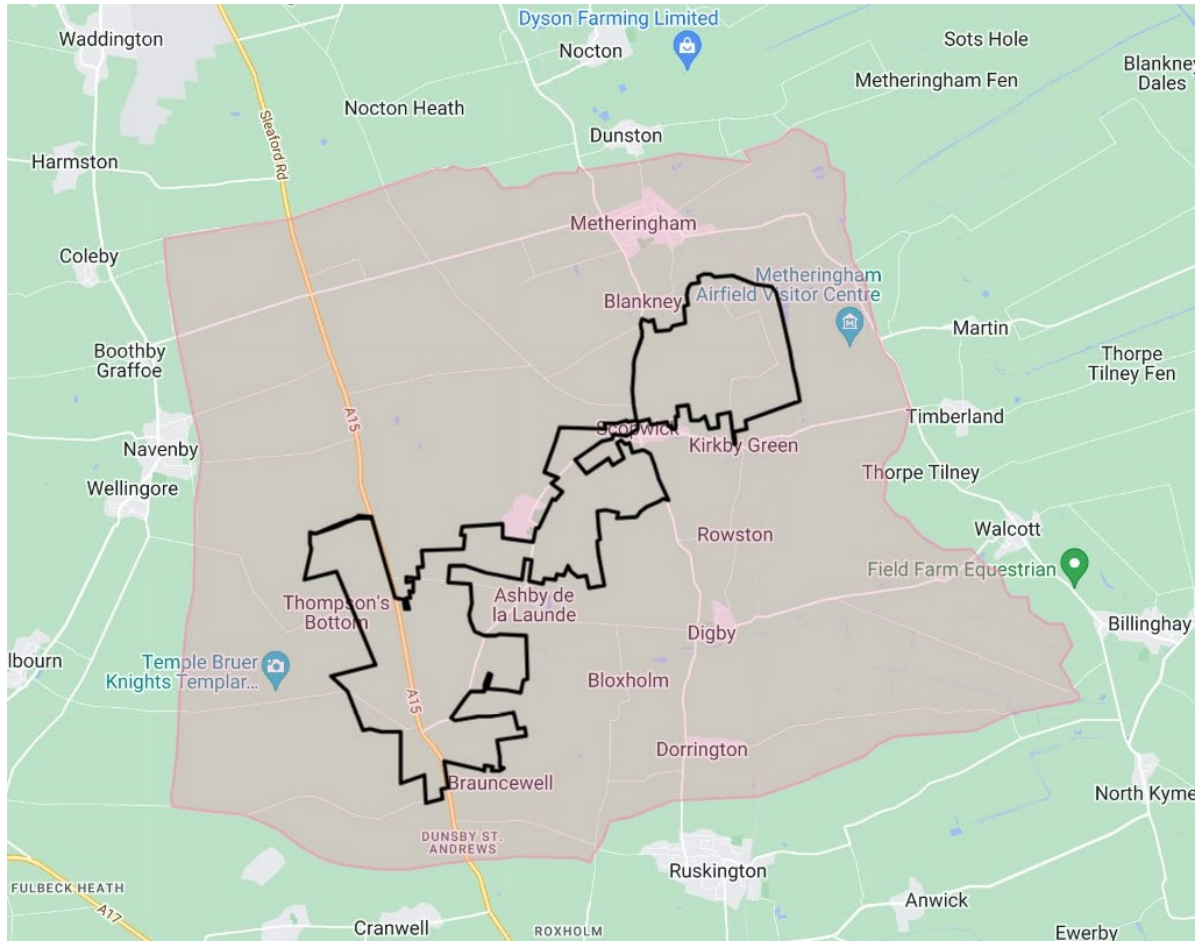 Dyson Farming Limited
Waddington
Nocton
Sots Hole
Blankney
Dales
Metheringham Fen
Nocton Heath
Sleaford Rd
Dunston
Harmston
Metheringham
Coleby
Metheringham
Airfield Visitor Centre
Blankney
Martin
Boothby
Graffoe
Thorpe
Tilney Fen
A15
Timberland
Scopwick
Kirkby Green
Navenby
Thorpe Tilney
Wellingore
Rowston
Walcott
Field Farm Equestrian
Thompson's
Bottom
Ashby de
la Launde
Digby
Billinghay
lbourn
Temple Bruer
Knights Templar...
Bloxholm
A15
Dorrington
Brauncewell
North Kyme
DUNSBY ST.
ANDREWS
Ruskington
FULBECK HEATH
A17
Anwick
Cranwell
ROXHOLM
Ewerby